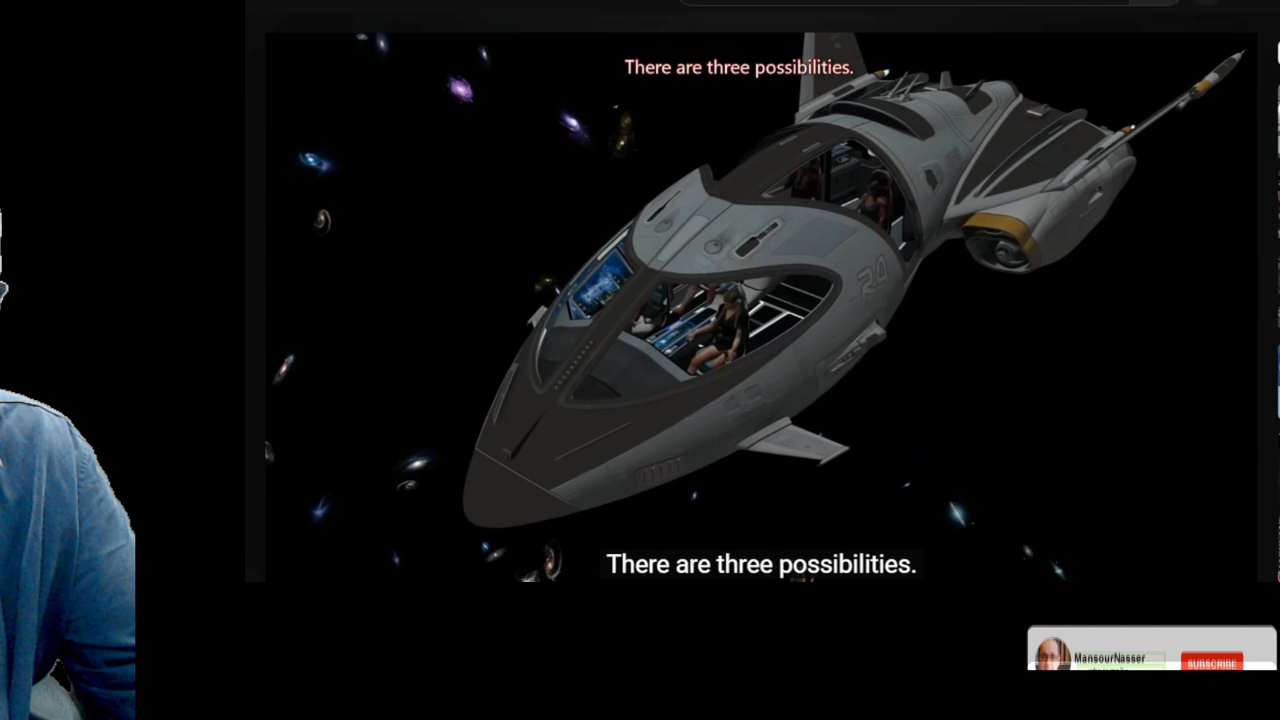 There are three possibilities.
R4
There are three possibilities.
MansourNasser
SUBSCRIBE